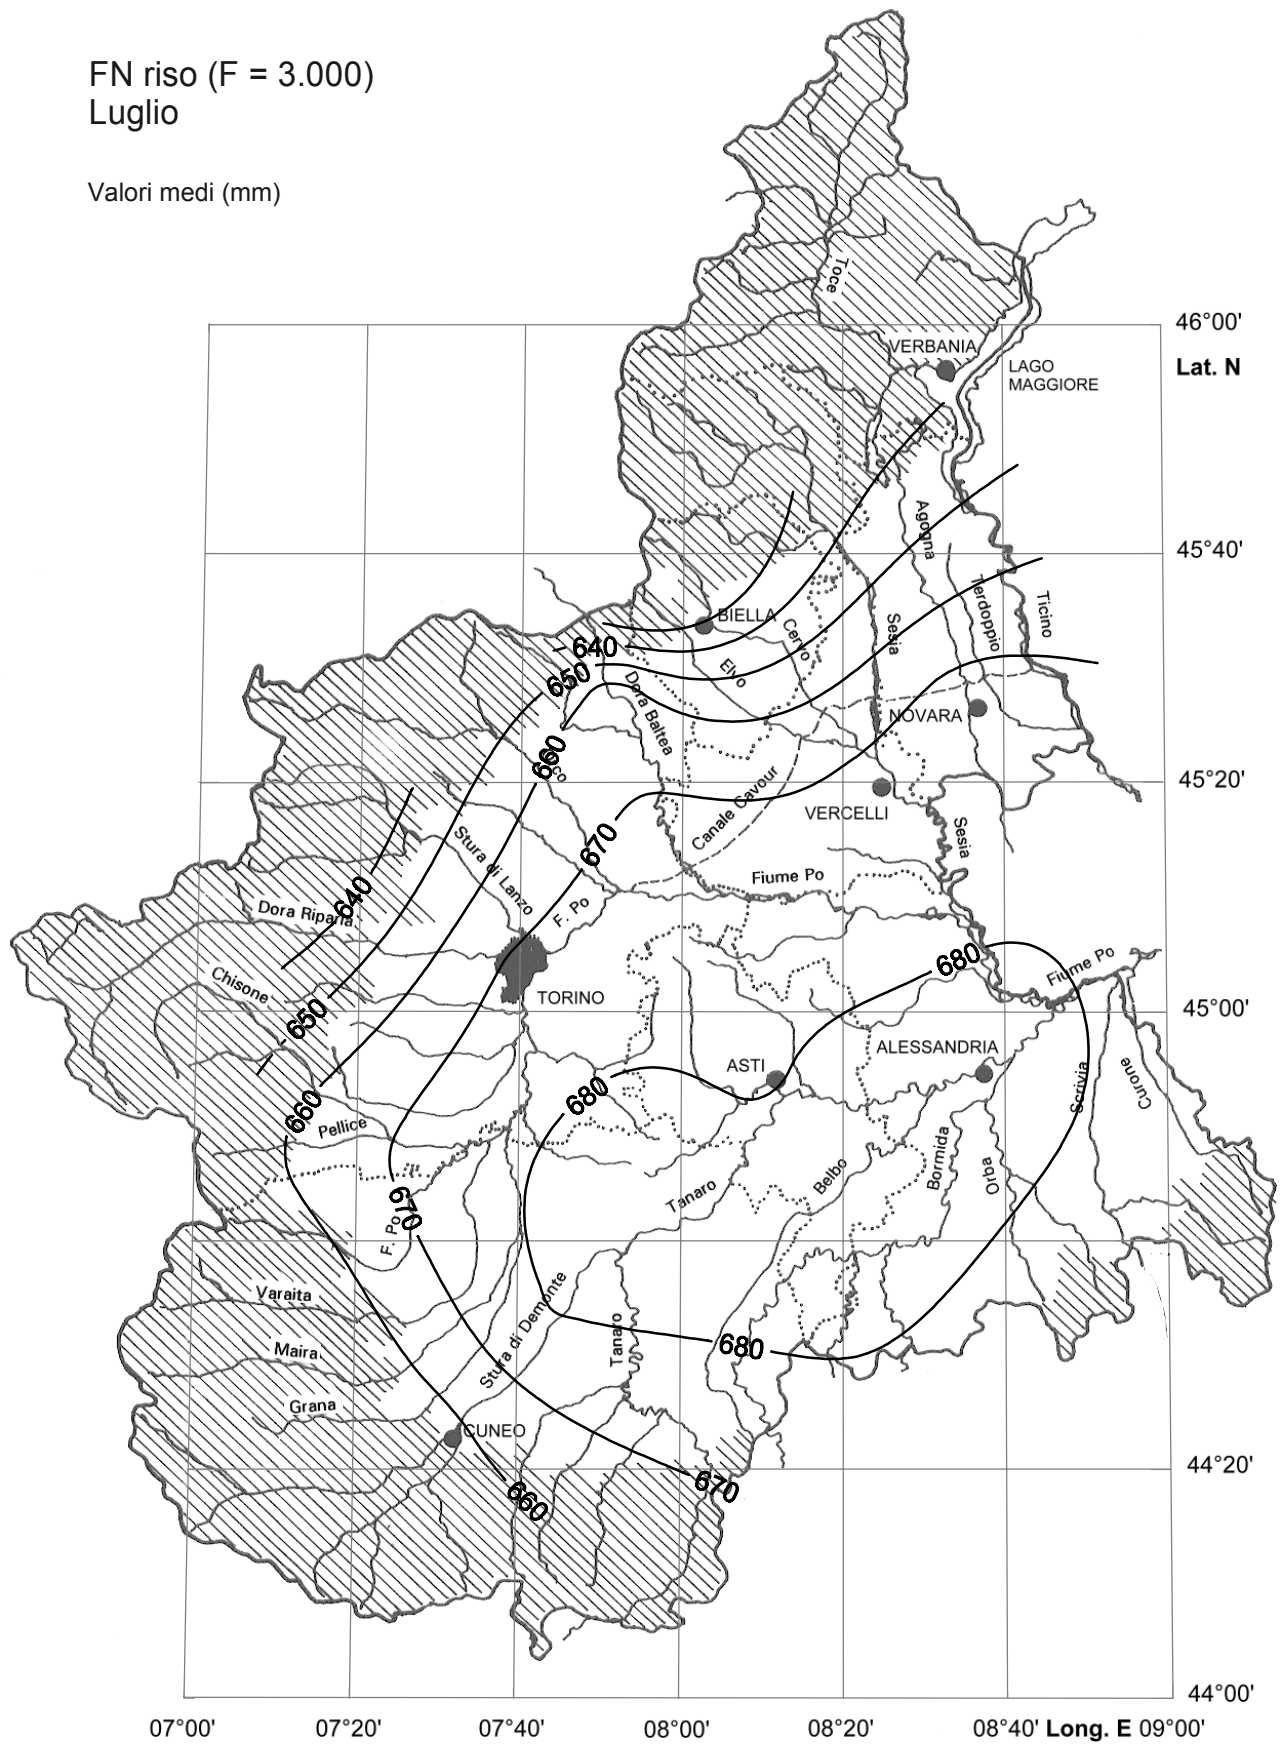 FN riso (F = 3.000)
Luglio
Valori medi (mm)
Toce
46°00'
VERBANIA
Lat. N
LAGO
MAGGIORE
Agogna
45°40'
Terdoppio
Ticino
BIELLA
Cervo
Sesia
640
Elvo
650
Dora Baltea
NOVARA
660
co
45°20'
Canale Cavour
VERCELLI
Sesia
670
Stura di Lanzo
Fiume Po
640
Dora Riparia
F. Po
680
Fiume Po
Chisone
TORINO
650
45°00'
ALESSANDRIA
ASTI
Scrivia
Curone
680
660
Pellice
Bormida
Orba
Belbo
Tanaro
670
F. Po
Varaita
Stura di Demonte
Tanaro
680
Maira
Grana
CUNEO
44°20'
670
660
44°00'
07°00' 07°20' 07°40' 08°00' 08°20' 08°40' Long. E 09°00'